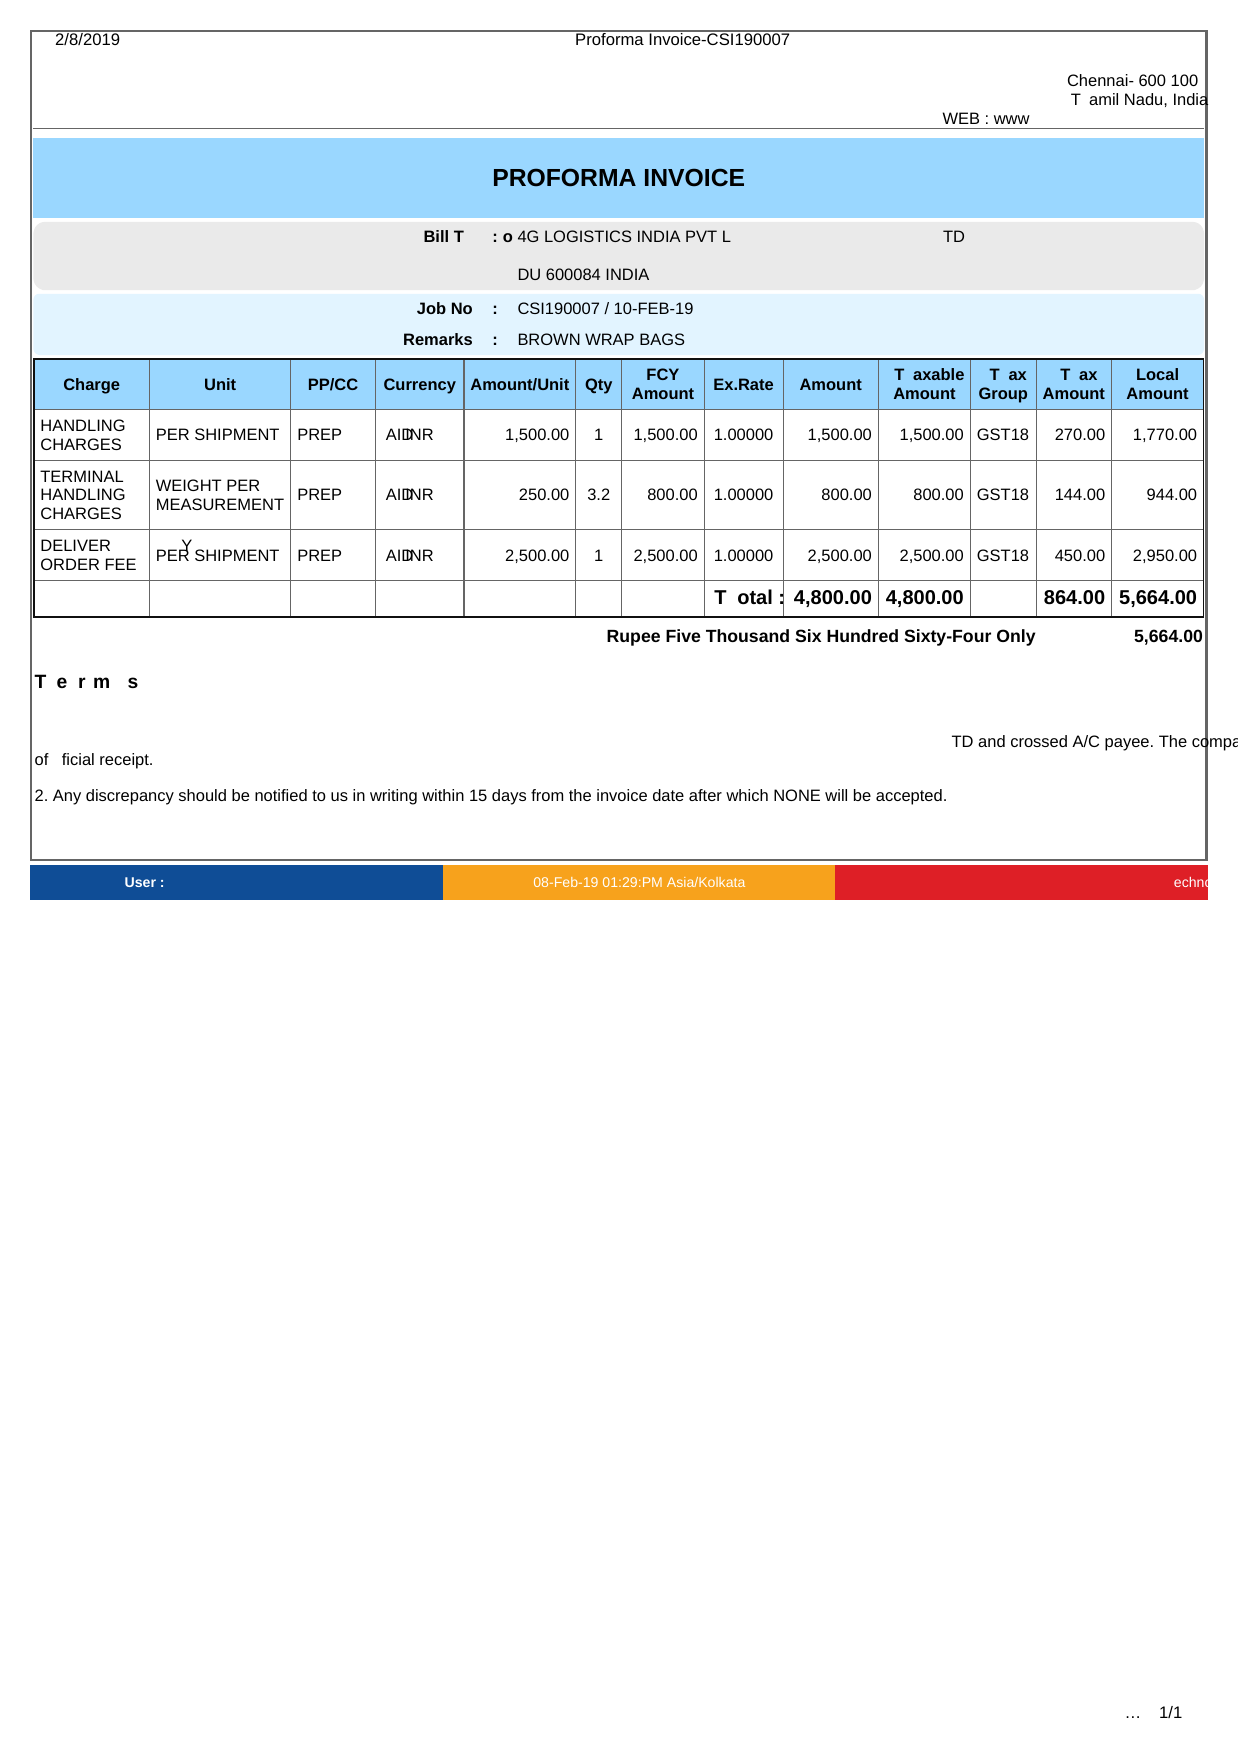 2/8/2019 Proforma Invoice-CSI190007
Chennai- 600 100
T amil Nadu, India
WEB : www
PROFORMA INVOICE
Bill T : o 4G LOGISTICS INDIA PVT L TD
DU 600084 INDIA
Job No : CSI190007 / 10-FEB-19
Remarks : BROWN WRAP BAGS
Charge Unit PP/CC Currency Amount/Unit Qty FCY Amount Ex.Rate Amount T axable Amount T ax Group T ax Amount Local Amount
HANDLING CHARGES PER SHIPMENT PREP AID INR 1,500.00 1 1,500.00 1.00000 1,500.00 1,500.00 GST18 270.00 1,770.00
TERMINAL HANDLING CHARGES WEIGHT PER MEASUREMENT PREP AID INR 250.00 3.2 800.00 1.00000 800.00 800.00 GST18 144.00 944.00
DELIVER Y ORDER FEE PER SHIPMENT PREP AID INR 2,500.00 1 2,500.00 1.00000 2,500.00 2,500.00 GST18 450.00 2,950.00
T otal : 4,800.00 4,800.00 864.00 5,664.00
Rupee Five Thousand Six Hundred Sixty-Four Only 5,664.00
T e r m s
TD and crossed A/C payee. The compa
of ficial receipt.
2. Any discrepancy should be notified to us in writing within 15 days from the invoice date after which NONE will be accepted.
User : 08-Feb-19 01:29:PM Asia/Kolkata echno
… 1/1